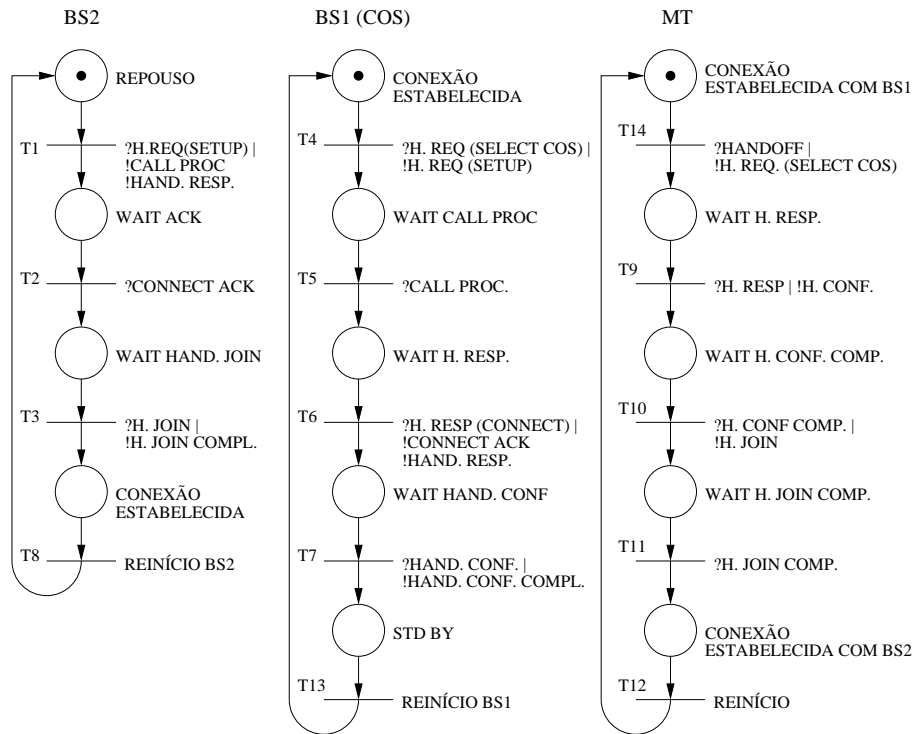 BS2
REPOUSO
T1
?H.REQ(SETUP) |
!CALL PROC
!HAND. RESP.
WAIT ACK
T2
?CONNECT ACK
WAIT HAND. JOIN
T3
?H. JOIN |
!H. JOIN COMPL.
CONEXÃO
ESTABELECIDA
T8
REINÍCIO BS2
BS1 (COS)
CONEXÃO
ESTABELECIDA
T4
?H. REQ (SELECT COS) |
!H. REQ (SETUP)
WAIT CALL PROC
T5
?CALL PROC.
WAIT H. RESP.
T6
?H. RESP (CONNECT) |
!CONNECT ACK
!HAND. RESP.
WAIT HAND. CONF
T7
?HAND. CONF. |
!HAND. CONF. COMPL.
STD BY
T13
REINÍCIO BS1
MT
CONEXÃO
ESTABELECIDA COM BS1
T14
?HANDOFF |
!H. REQ. (SELECT COS)
WAIT H. RESP.
T9
?H. RESP | !H. CONF.
WAIT H. CONF. COMP.
T10
?H. CONF COMP. |
!H. JOIN
WAIT H. JOIN COMP.
T11
?H. JOIN COMP.
CONEXÃO
ESTABELECIDA COM BS2
T12
REINÍCIO